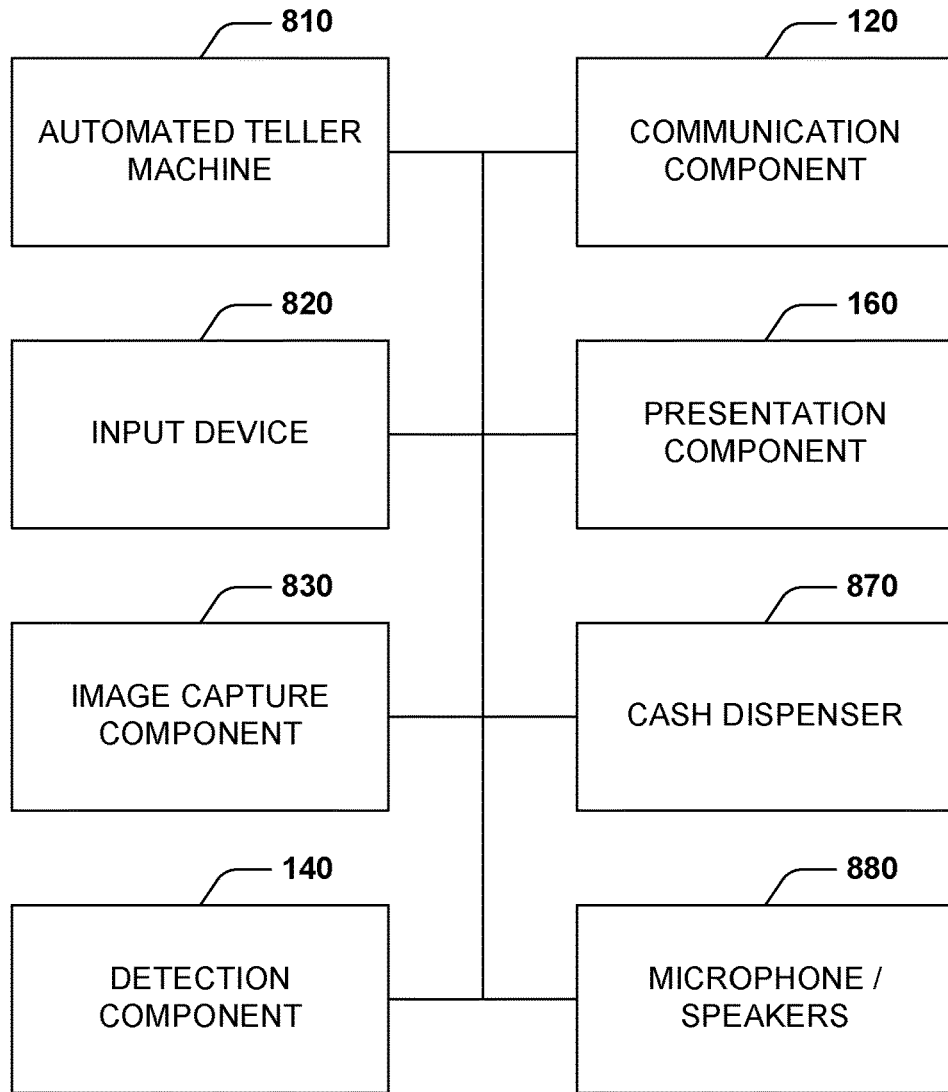 810
AUTOMATED TELLER
MACHINE
120
COMMUNICATION
COMPONENT
820
INPUT DEVICE
160
PRESENTATION
COMPONENT
830
IMAGE CAPTURE
COMPONENT
870
CASH DISPENSER
140
DETECTION
COMPONENT
880
MICROPHONE /
SPEAKERS